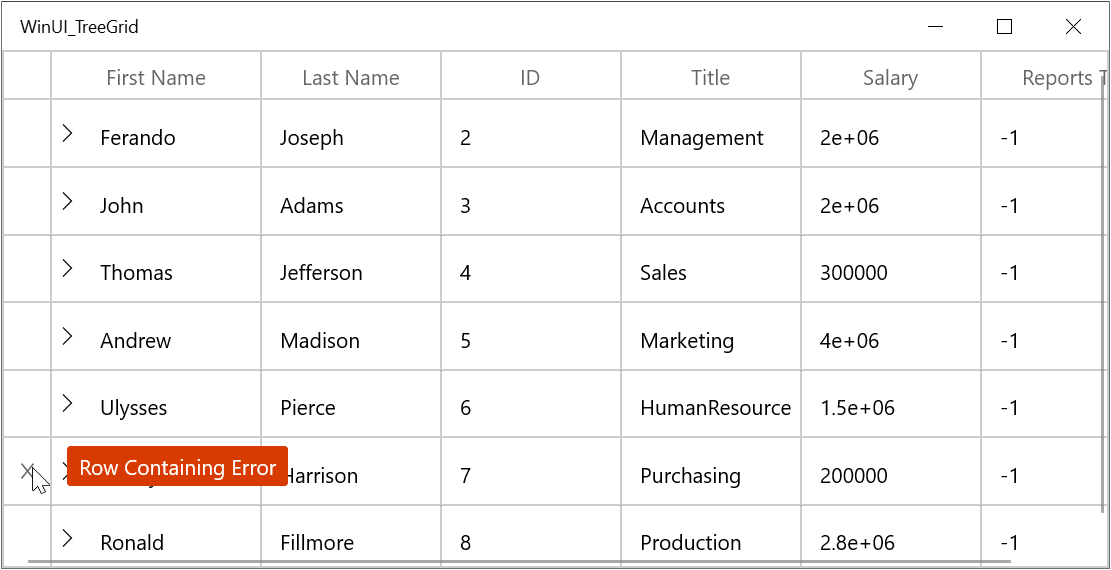 WinUI_TreeGrid
First Name Last Name ID Title Salary Reports
Ferando Joseph 2 Management 2e+06 -1
John Adams 3 Accounts 2e+06 -1
Thomas Jefferson 4 Sales 300000 -1
Andrew Madison 5 Marketing 4e+06 -1
Ulysses Pierce 6 HumanResource 1.5e+06 -1
Row Containing Error Harrison 7 Purchasing 200000 -1
Ronald Fillmore 8 Production 2.8e+06 -1